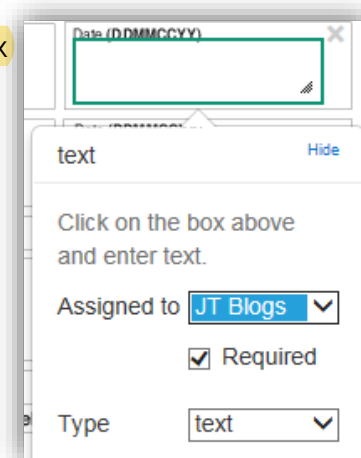 x
Date (DDMMCCYY)
text Hide
Click on the box above
and enter text.
Assigned to JT Blogs
Required
Type text